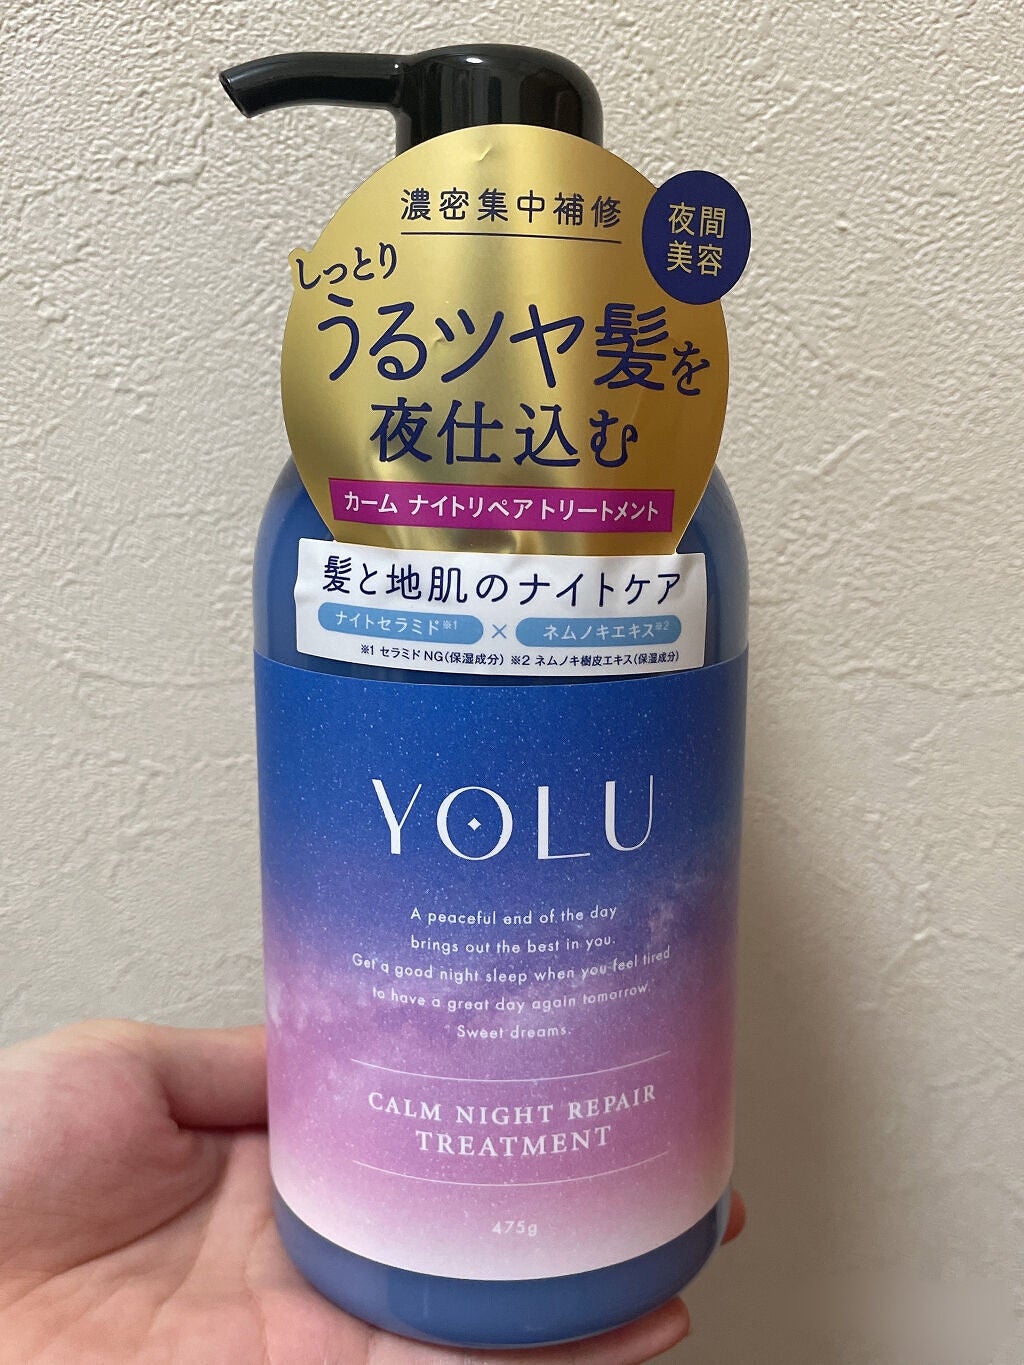 濃密集中補修
夜間
美容
しっとり
うるツヤ髪を
夜仕込む
カーム ナイトリペアトリートメント
髪と地肌のナイトケア
ナイトセラミド※1 × ネムノキエキス※2
※1 セラミドNG(保湿成分) ※2 ネムノキ樹皮エキス(保湿成分)
YOLU
A peaceful end of the day
brings out the best in you.
Get a good night sleep when you feel tired
to have a great day again tomorrow.
Sweet dreams.
CALM NIGHT REPAIR
TREATMENT
475g